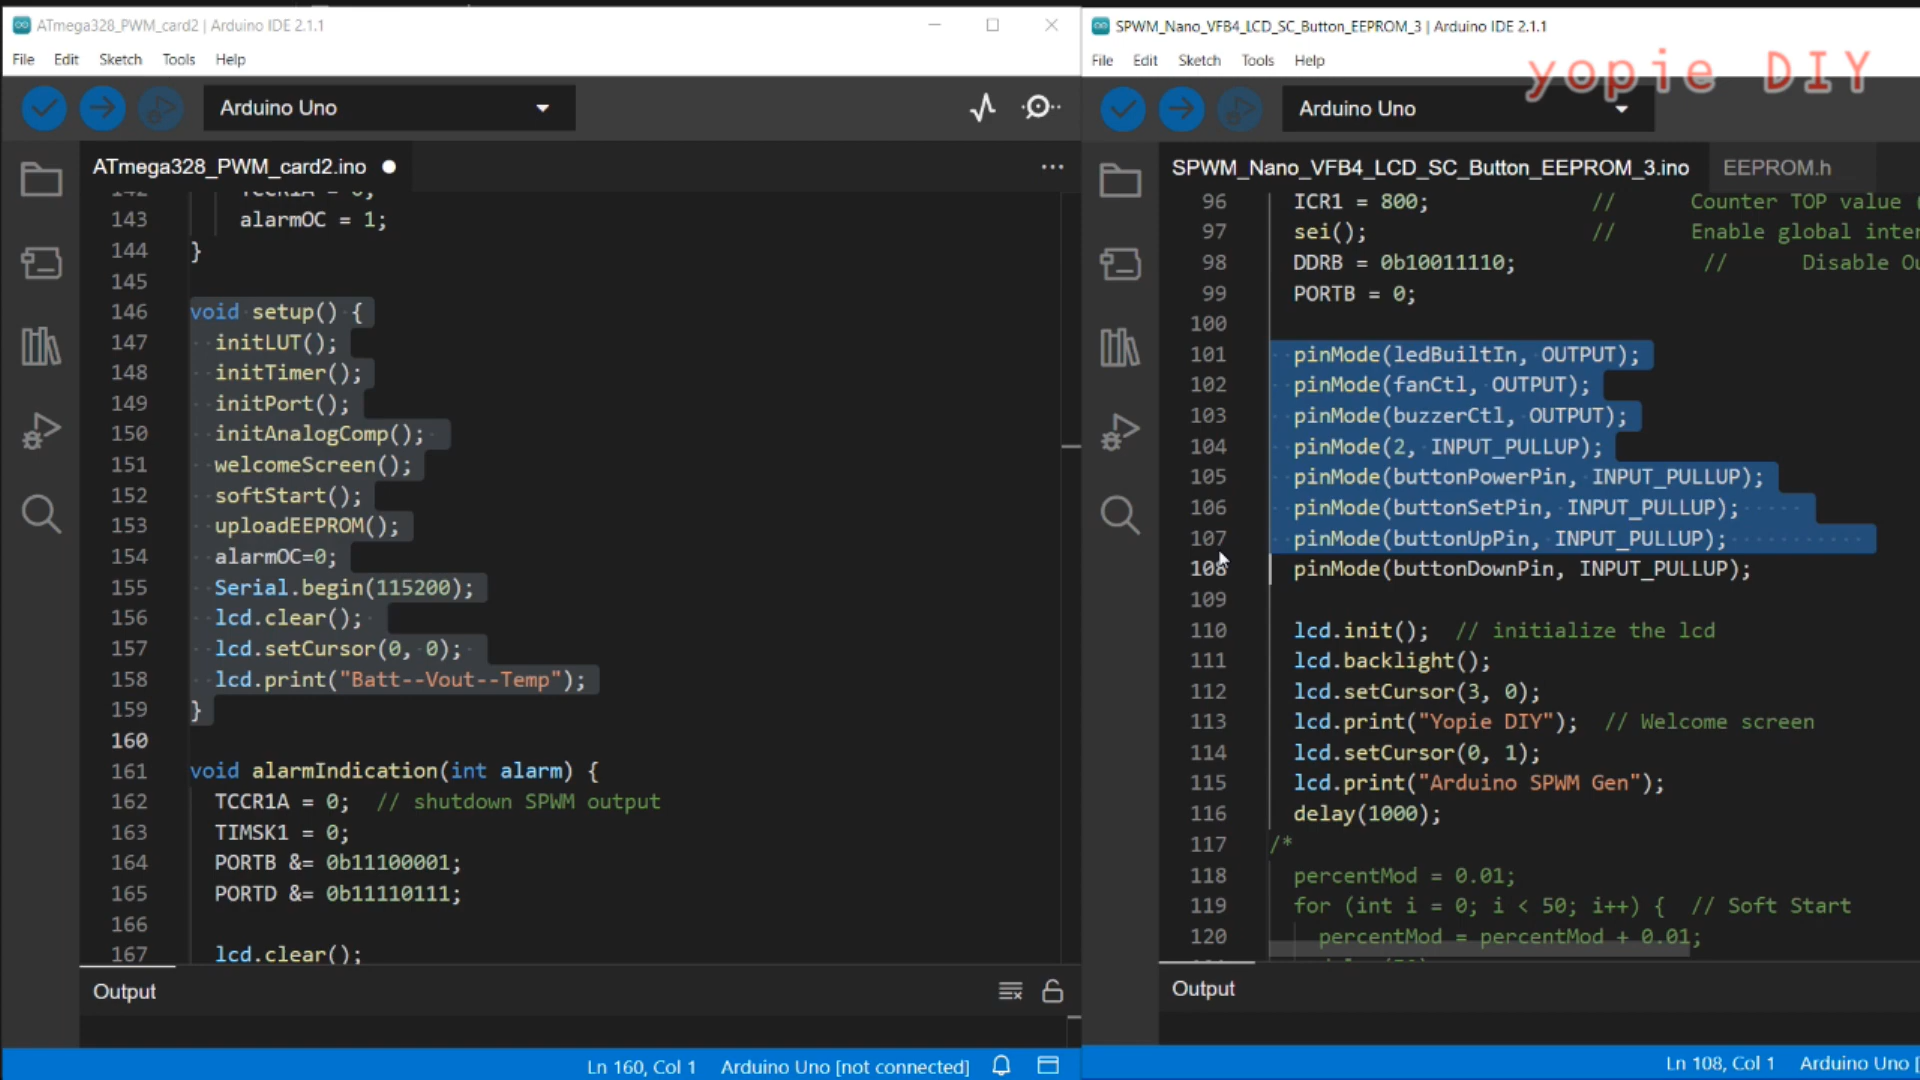 ATmega328_PWM_card2 | Arduino IDE 2.1.1
File Edit Sketch Tools Help
Arduino Uno
ATmega328_PWM_card2.ino
143 alarmOC = 1;
144 }
145
146 void setup() {
147 initLUT();
148 initTimer();
149 initPort();
150 initAnalogComp();
151 welcomeScreen();
152 softStart();
153 uploadEEPROM();
154 alarmOC=0;
155 Serial.begin(115200);
156 lcd.clear();
157 lcd.setCursor(0, 0);
158 lcd.print("Batt--Vout--Temp");
159 }
160
161 void alarmIndication(int alarm) {
162 TCCR1A = 0; // shutdown SPWM output
163 TIMSK1 = 0;
164 PORTB &= 0b11100001;
165 PORTD &= 0b11110111;
166
167 lcd.clear();
Output
Ln 160, Col 1 Arduino Uno [not connected]
SPWM_Nano_VFB4_LCD_SC_Button_EEPROM_3 | Arduino IDE 2.1.1
File Edit Sketch Tools Help
yopie DIY
Arduino Uno
SPWM_Nano_VFB4_LCD_SC_Button_EEPROM_3.ino EEPROM.h
96 ICR1 = 800; // Counter TOP value (
97 sei(); // Enable global inter
98 DDRB = 0b10011110; // Disable Ou
99 PORTB = 0;
100
101 pinMode(ledBuiltIn, OUTPUT);
102 pinMode(fanCtl, OUTPUT);
103 pinMode(buzzerCtl, OUTPUT);
104 pinMode(2, INPUT_PULLUP);
105 pinMode(buttonPowerPin, INPUT_PULLUP);
106 pinMode(buttonSetPin, INPUT_PULLUP);
107 pinMode(buttonUpPin, INPUT_PULLUP);
108 pinMode(buttonDownPin, INPUT_PULLUP);
109
110 lcd.init(); // initialize the lcd
111 lcd.backlight();
112 lcd.setCursor(3, 0);
113 lcd.print("Yopie DIY"); // Welcome screen
114 lcd.setCursor(0, 1);
115 lcd.print("Arduino SPWM Gen");
116 delay(1000);
117 /*
118 percentMod = 0.01;
119 for (int i = 0; i < 50; i++) { // Soft Start
120 percentMod = percentMod + 0.01;
Output
Ln 108, Col 1 Arduino Uno [